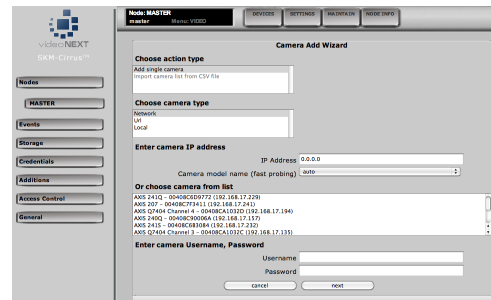 Node: MASTER
master Menu: VIDEO
DEVICES SETTINGS MAINTAIN NODE INFO
videoNEXT
SKM-Cirrus™
Nodes
MASTER
Events
Storage
Credentials
Additions
Access Control
General
Camera Add Wizard
Choose action type
Add single camera
Import camera list from CSV file
Choose camera type
Network
Url
Local
Enter camera IP address
IP Address 0.0.0.0
Camera model name (fast probing) auto
Or choose camera from list
AXIS 241Q - 00408C6D9772 (192.168.17.229)
AXIS 207 - 00408C7F3411 (192.168.17.241)
AXIS Q7404 Channel 4 - 00408CA1032D (192.168.17.194)
AXIS 240Q - 00408C90006A (192.168.17.157)
AXIS 241S - 00408C683084 (192.168.17.232)
AXIS Q7404 Channel 3 - 00408CA1032C (192.168.17.135)
Enter camera Username, Password
Username
Password
cancel next